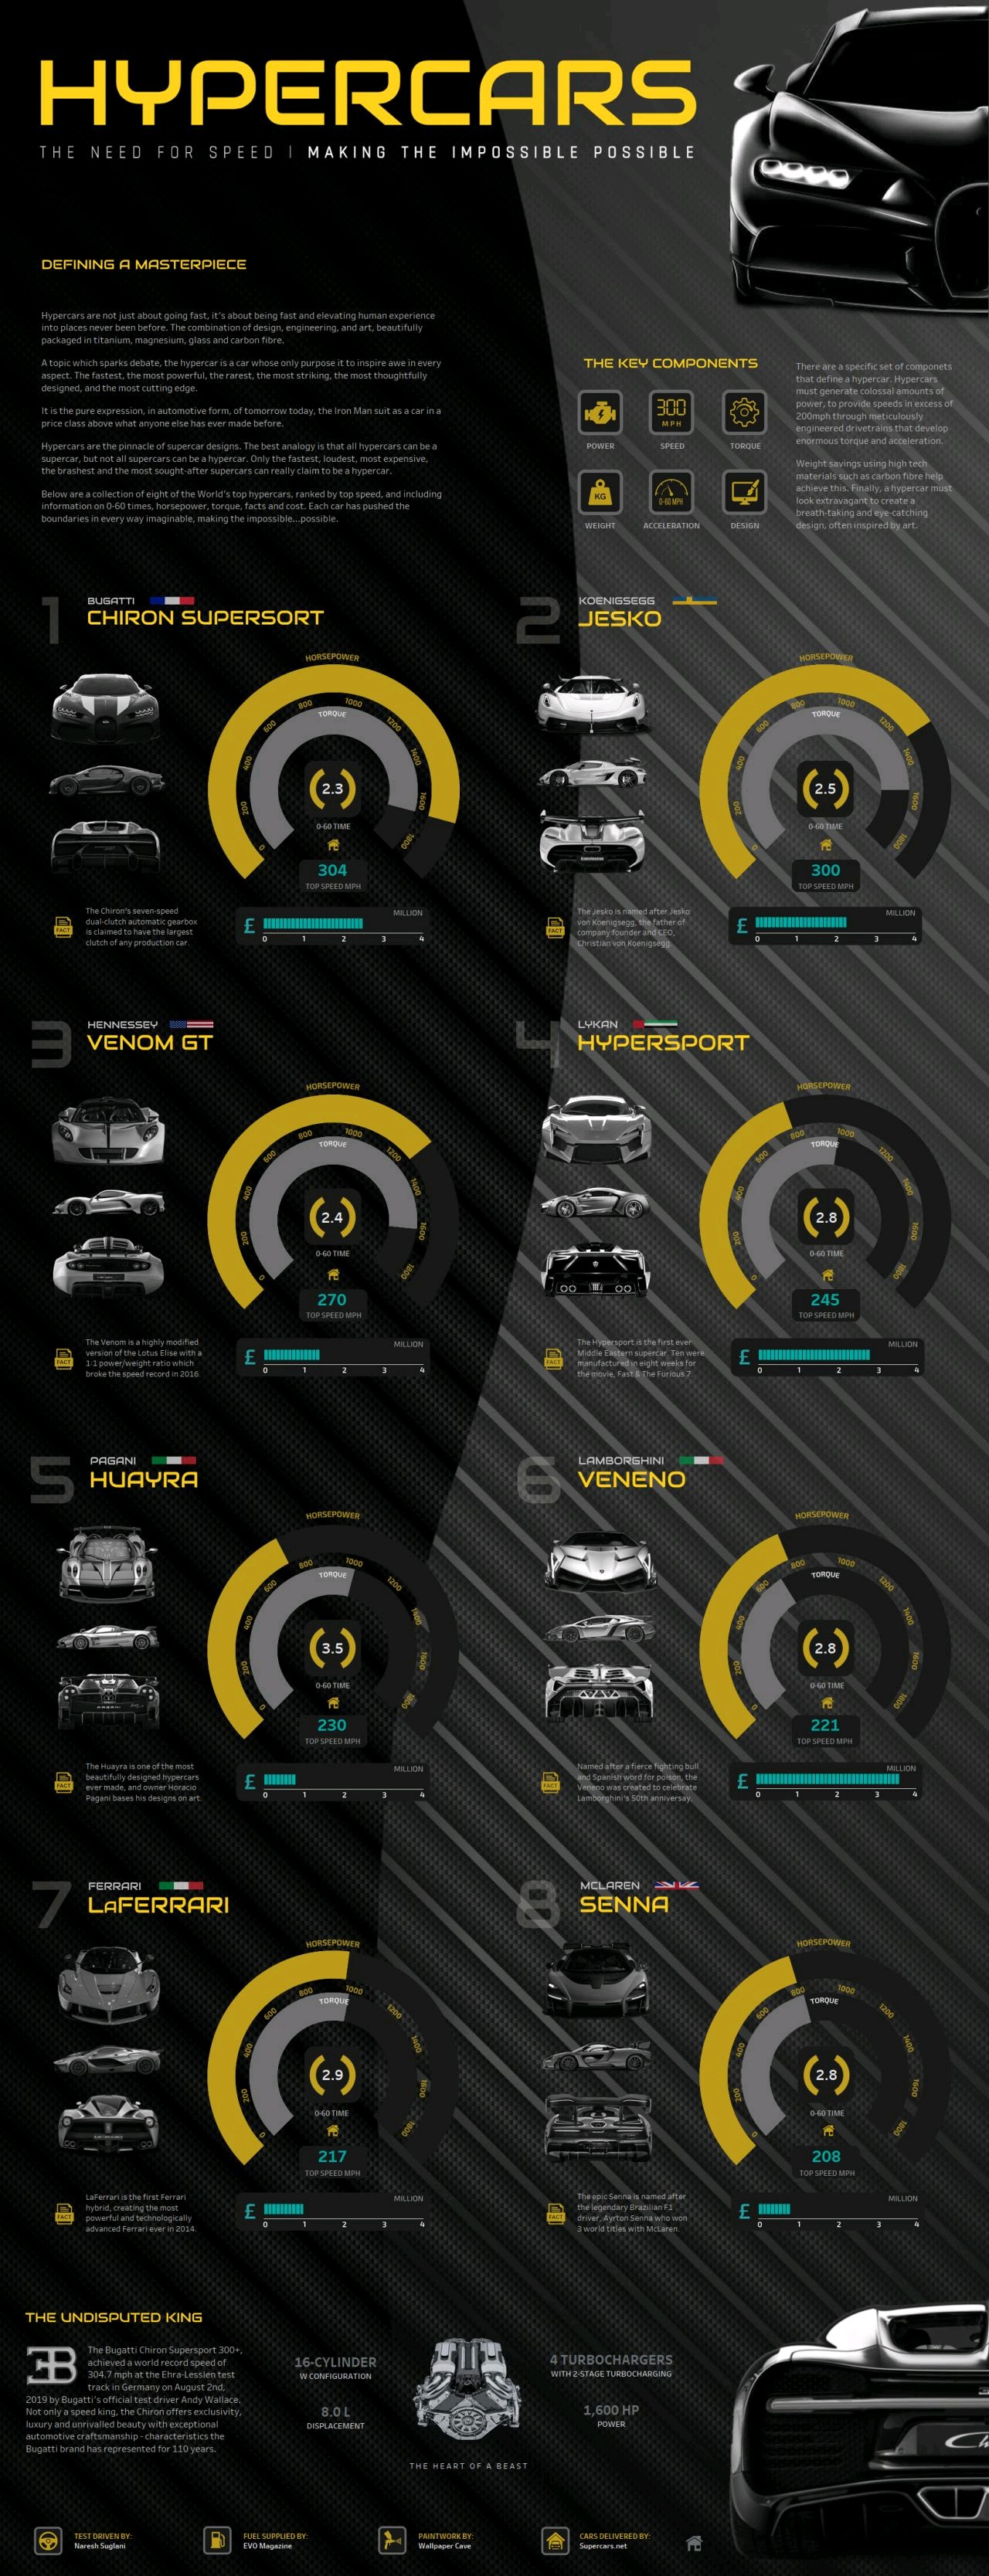 HYPERCARS
THE NEED FOR SPEED | MAKING THE IMPOSSIBLE POSSIBLE
DEFINING A MASTERPIECE
Hypercars are not just about going fast, it's about being fast and elevating human experience
into places never been before. The combination of design, engineering, and art, beautifully
packaged in titanium, magnesium, glass and carbon fibre.
A topic which sparks debate, the hypercar is a car whose only purpose it to inspire awe in every
aspect. The fastest, the most powerful, the rarest, the most striking, the most thoughtfully
designed, and the most cutting edge.
It is the pure expression, in automotive form, of tomorrow today, the Iron Man suit as a car in a
price class above what anyone else has ever made before.
Hypercars are the pinnacle of supercar designs. The best analogy is that all hypercars can be a
supercar, but not all supercars can be a hypercar. Only the fastest, loudest, most expensive,
the brashest and the most sought-after supercars can really claim to be a hypercar.
Below are a collection of eight of the World's top hypercars, ranked by top speed, and including
information on 0-60 times, horsepower, torque, facts and cost. Each car has pushed the
boundaries in every way imaginable, making the impossible...possible.
THE KEY COMPONENTS
300
MPH
POWER
SPEED
TORQUE
KG
0-60 MPH
WEIGHT
ACCELERATION
DESIGN
There are a specific set of componets
that define a hypercar. Hypercars
must generate colossal amounts of
power, to provide speeds in excess of
200mph through meticulously
engineered drivetrains that develop
enormous torque and acceleration.
Weight savings using high tech
materials such as carbon fibre help
achieve this. Finally, a hypercar must
look extravagant to create a
breath-taking and eye-catching
design, often inspired by art.
1
BUGATTI
CHIRON SUPERSORT
HORSEPOWER
TORQUE
0 200 400 600 800 1000 1200 1400 1600 1800
2.3
0-60 TIME
304
TOP SPEED MPH
FACT
The Chiron's seven-speed
dual-clutch automatic gearbox
is claimed to have the largest
clutch of any production car.
£
MILLION
0 1 2 3 4
2
KOENIGSEGG
JESKO
HORSEPOWER
TORQUE
0 200 400 600 800 1000 1200 1400 1600 1800
2.5
0-60 TIME
300
TOP SPEED MPH
FACT
The Jesko is named after Jesko
von Koenigsegg, the father of
company founder and CEO,
Christian von Koenigsegg.
£
MILLION
0 1 2 3 4
3
HENNESSEY
VENOM GT
HORSEPOWER
TORQUE
0 200 400 600 800 1000 1200 1400 1600 1800
2.4
0-60 TIME
270
TOP SPEED MPH
FACT
The Venom is a highly modified
version of the Lotus Elise with a
1:1 power/weight ratio which
broke the speed record in 2016.
£
MILLION
0 1 2 3 4
4
LYKAN
HYPERSPORT
HORSEPOWER
TORQUE
0 200 400 600 800 1000 1200 1400 1600 1800
2.8
0-60 TIME
245
TOP SPEED MPH
FACT
The Hypersport is the first ever
Middle Eastern supercar. Ten were
manufactured in eight weeks for
the movie, Fast & The Furious 7.
£
MILLION
0 1 2 3 4
5
PAGANI
HUAYRA
HORSEPOWER
TORQUE
0 200 400 600 800 1000 1200 1400 1600 1800
3.5
0-60 TIME
230
TOP SPEED MPH
FACT
The Huayra is one of the most
beautifully designed hypercars
ever made, and owner Horacio
Pagani bases his designs on art.
£
MILLION
0 1 2 3 4
6
LAMBORGHINI
VENENO
HORSEPOWER
TORQUE
0 200 400 600 800 1000 1200 1400 1600 1800
2.8
0-60 TIME
221
TOP SPEED MPH
FACT
Named after a fierce fighting bull
and Spanish word for poison, the
Veneno was created to celebrate
Lamborghini's 50th anniversay.
£
MILLION
0 1 2 3 4
7
FERRARI
LAFERRARI
HORSEPOWER
TORQUE
0 200 400 600 800 1000 1200 1400 1600 1800
2.9
0-60 TIME
217
TOP SPEED MPH
FACT
LaFerrari is the first Ferrari
hybrid, creating the most
powerful and technologically
advanced Ferrari ever in 2014.
£
MILLION
0 1 2 3 4
8
MCLAREN
SENNA
HORSEPOWER
TORQUE
0 200 400 600 800 1000 1200 1400 1600 1800
2.8
0-60 TIME
208
TOP SPEED MPH
FACT
The epic Senna is named after
the legendary Brazilian F1
driver, Ayrton Senna who won
3 world titles with McLaren.
£
MILLION
0 1 2 3 4
THE UNDISPUTED KING
EB
The Bugatti Chiron Supersport 300+,
achieved a world record speed of
304.7 mph at the Ehra-Lesslen test
track in Germany on August 2nd,
2019 by Bugatti's official test driver Andy Wallace.
Not only a speed king, the Chiron offers exclusivity,
luxury and unrivalled beauty with exceptional
automotive craftsmanship - characteristics the
Bugatti brand has represented for 110 years.
16-CYLINDER
W CONFIGURATION
8.0 L
DISPLACEMENT
4 TURBOCHARGERS
WITH 2-STAGE TURBOCHARGING
1,600 HP
POWER
THE HEART OF A BEAST
Ch
TEST DRIVEN BY:
Naresh Suglani
FUEL SUPPLIED BY:
EVO Magazine
PAINTWORK BY:
Wallpaper Cave
CARS DELIVERED BY:
Supercars.net